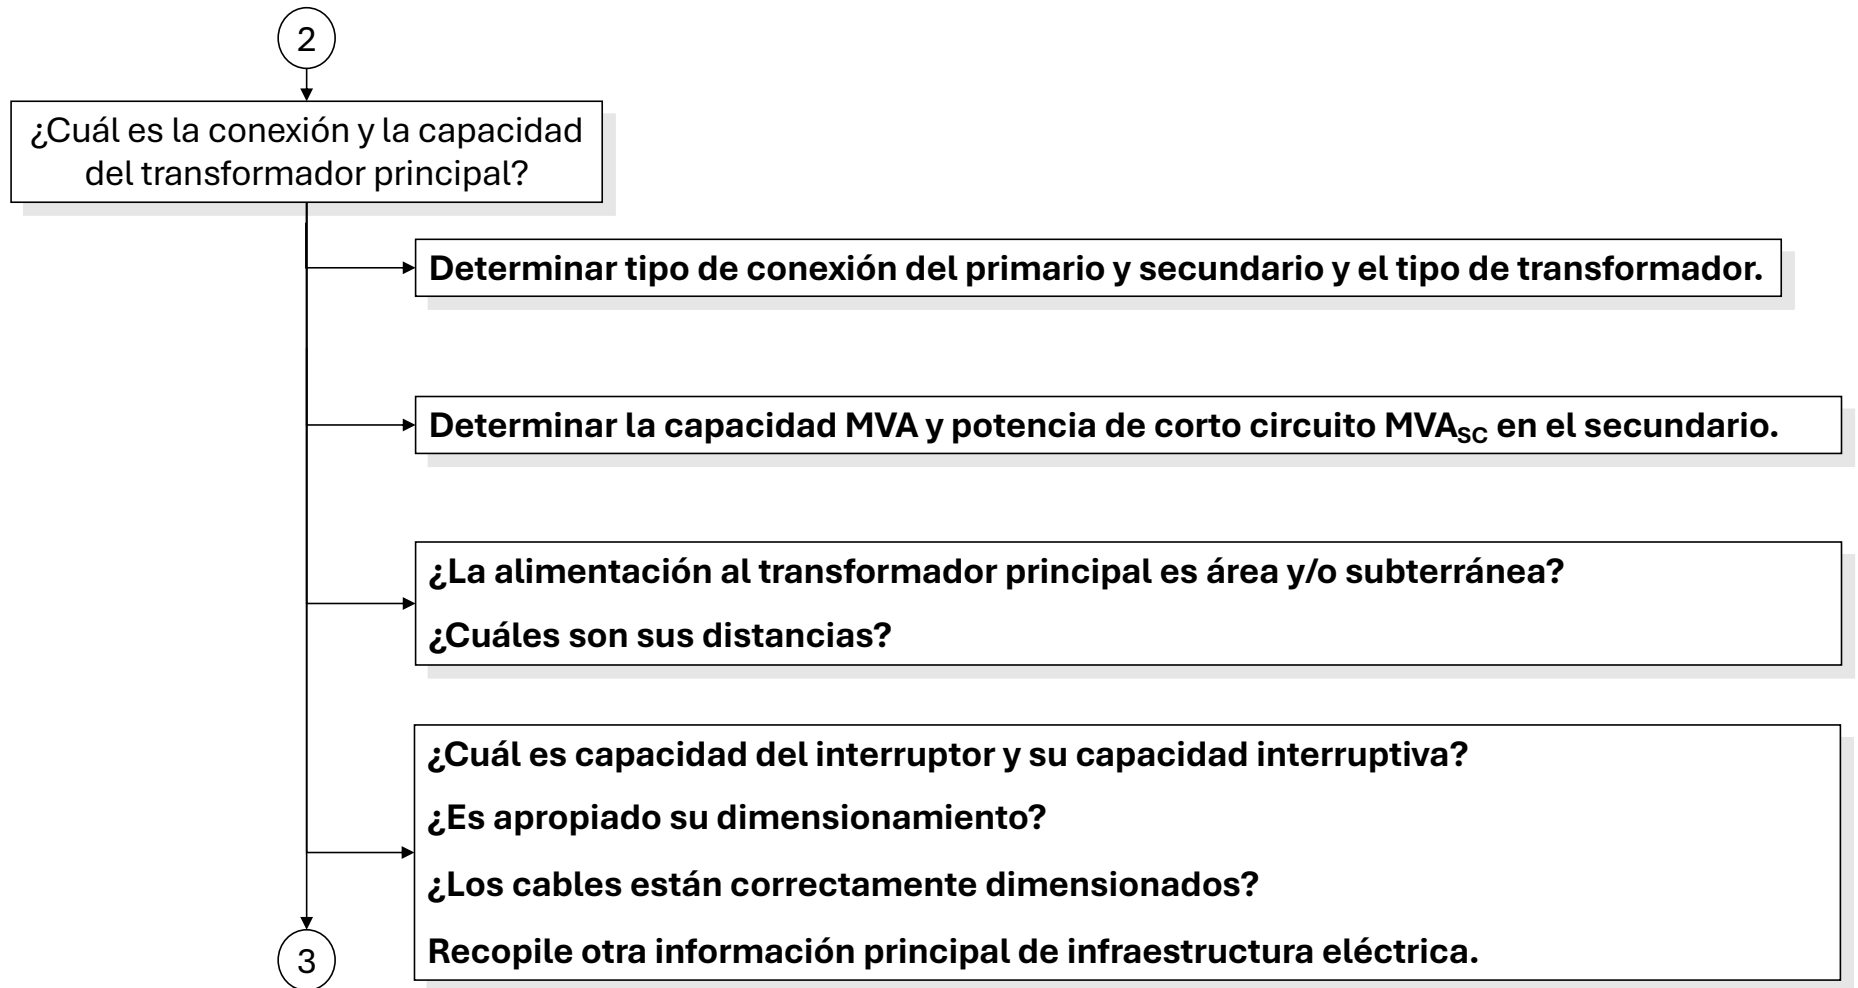 2
¿Cuál es la conexión y la capacidad
del transformador principal?
Determinar tipo de conexión del primario y secundario y el tipo de transformador.
Determinar la capacidad MVA y potencia de corto circuito MVA_SC en el secundario.
¿La alimentación al transformador principal es área y/o subterránea?
¿Cuáles son sus distancias?
¿Cuál es capacidad del interruptor y su capacidad interruptiva?
¿Es apropiado su dimensionamiento?
¿Los cables están correctamente dimensionados?
Recopile otra información principal de infraestructura eléctrica.
3